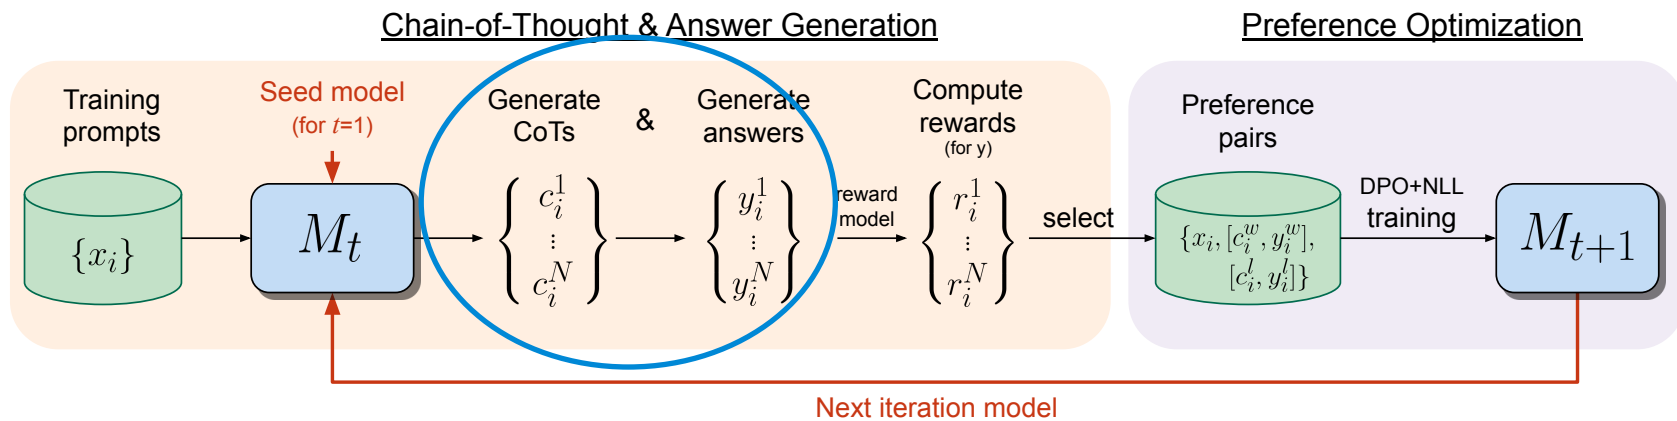 Chain-of-Thought & Answer Generation
Preference Optimization
Training
prompts
Seed model
(for t=1)
Generate
CoTs
&
Generate
answers
Compute
rewards
(for y)
Preference
pairs
{x_i}
M_t
c_i^1
⋮
c_i^N
y_i^1
⋮
y_i^N
reward
model
r_i^1
⋮
r_i^N
select
{x_i, [c_i^w, y_i^w],
[c_i^l, y_i^l]}
DPO+NLL
training
M_{t+1}
Next iteration model